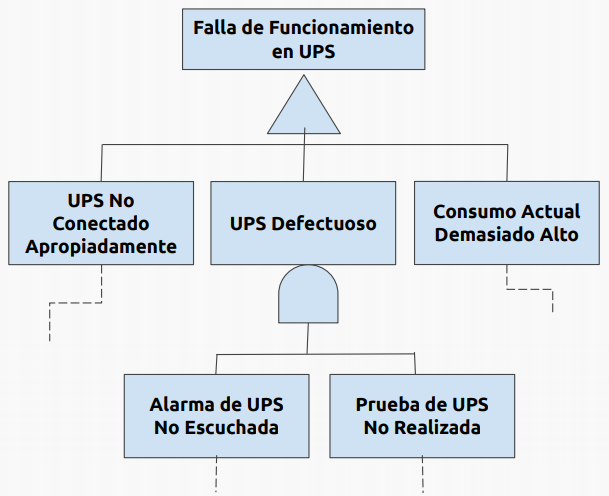 Falla de Funcionamiento
en UPS
UPS No
Conectado
Apropiadamente
UPS Defectuoso
Consumo Actual
Demasiado Alto
Alarma de UPS
No Escuchada
Prueba de UPS
No Realizada